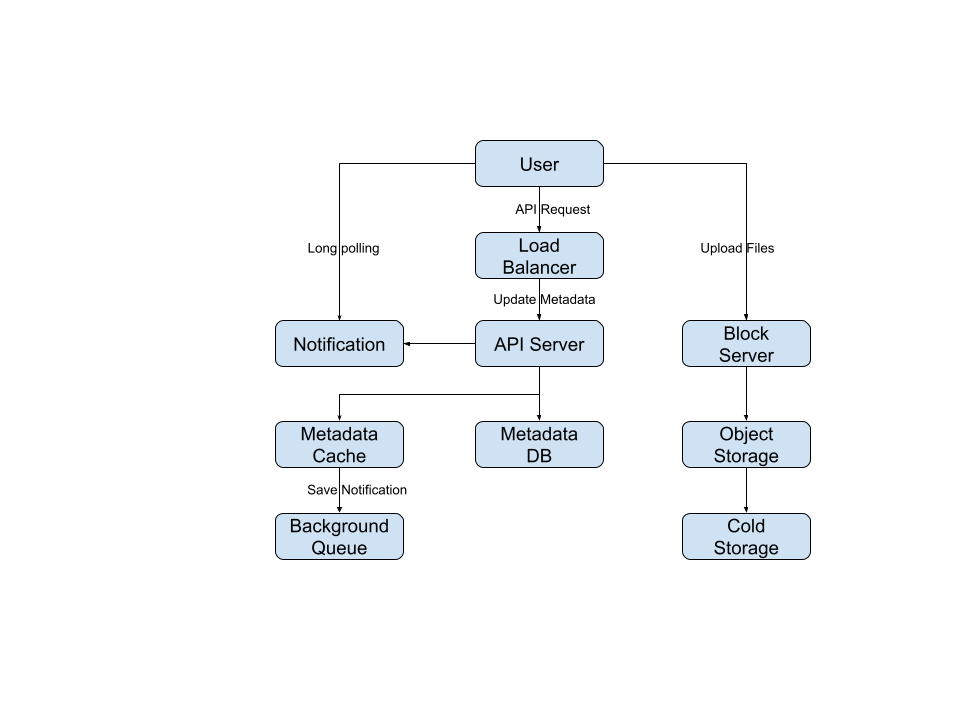 User
API Request
Load
Balancer
Long polling
Upload Files
Update Metadata
Notification
API Server
Block
Server
Metadata
Cache
Metadata
DB
Object
Storage
Save Notification
Background
Queue
Cold
Storage